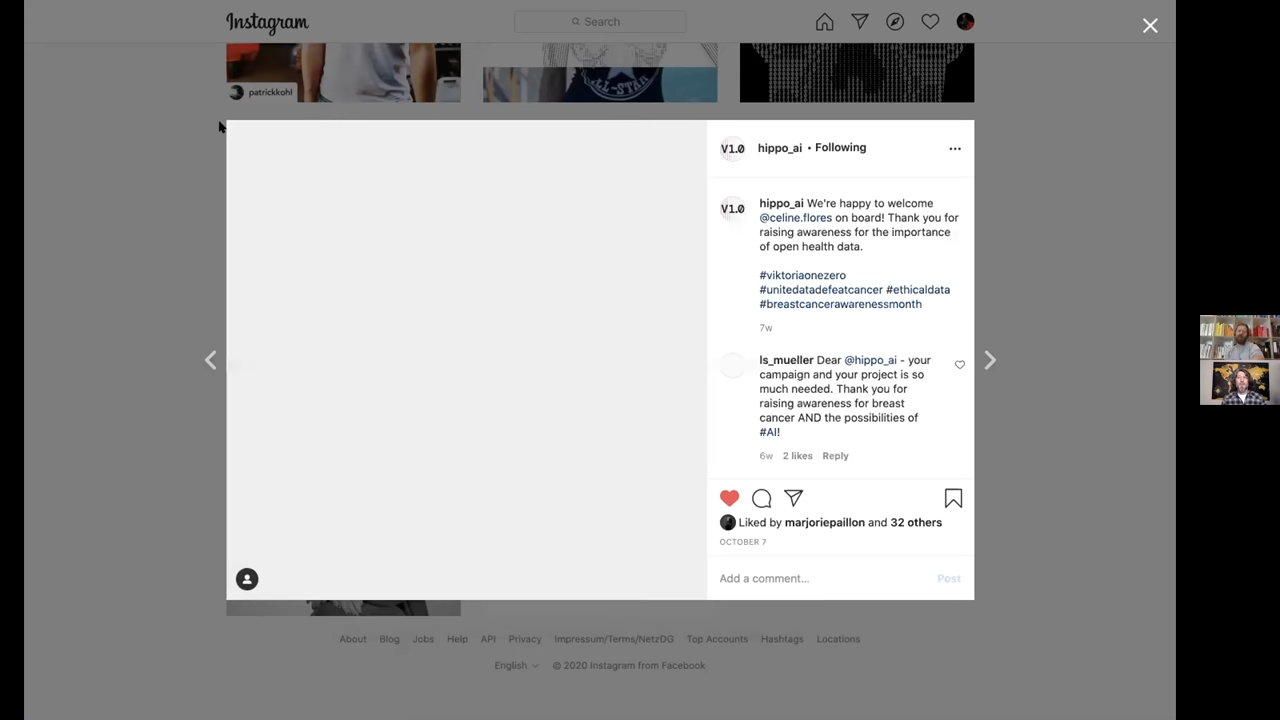 Instagram
Search
patrickkohl
ALL-STAR
V1.0
hippo_ai • Following
V1.0
hippo_ai We're happy to welcome
@celine.flores on board! Thank you for
raising awareness for the importance
of open health data.
#viktoriaonezero
#unitedatadefeatcancer #ethicaldata
#breastcancerawarenessmonth
7w
ls_mueller Dear @hippo_ai - your
campaign and your project is so
much needed. Thank you for
raising awareness for breast
cancer AND the possibilities of
#AI!
6w 2 likes Reply
Liked by marjoriepaillon and 32 others
OCTOBER 7
Add a comment... Post
About Blog Jobs Help API Privacy Impressum/Terms/NetzDG Top Accounts Hashtags Locations
English © 2020 Instagram from Facebook